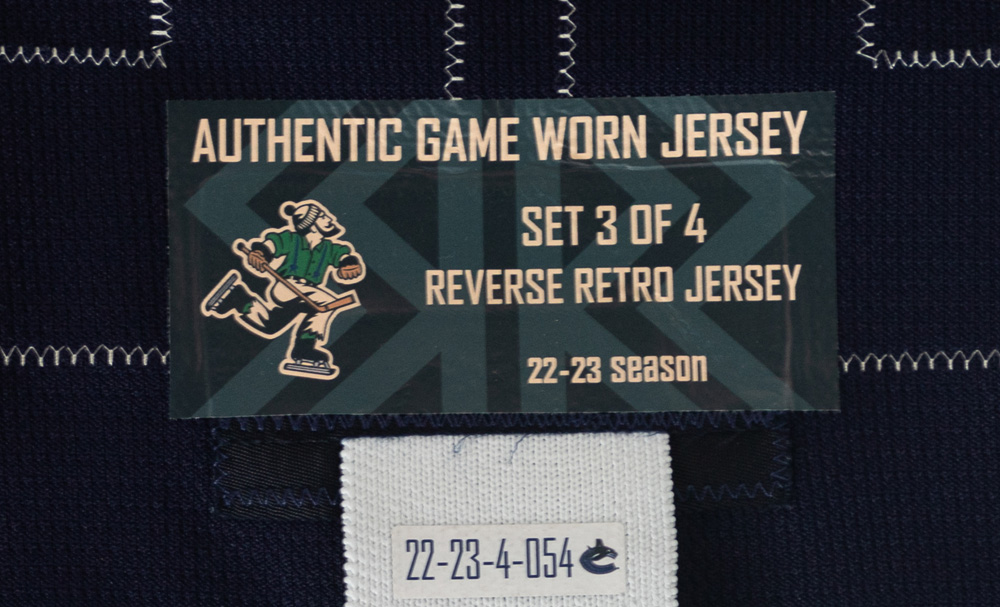 AUTHENTIC GAME WORN JERSEY
SET 3 OF 4
REVERSE RETRO JERSEY
22-23 season
22-23-4-054